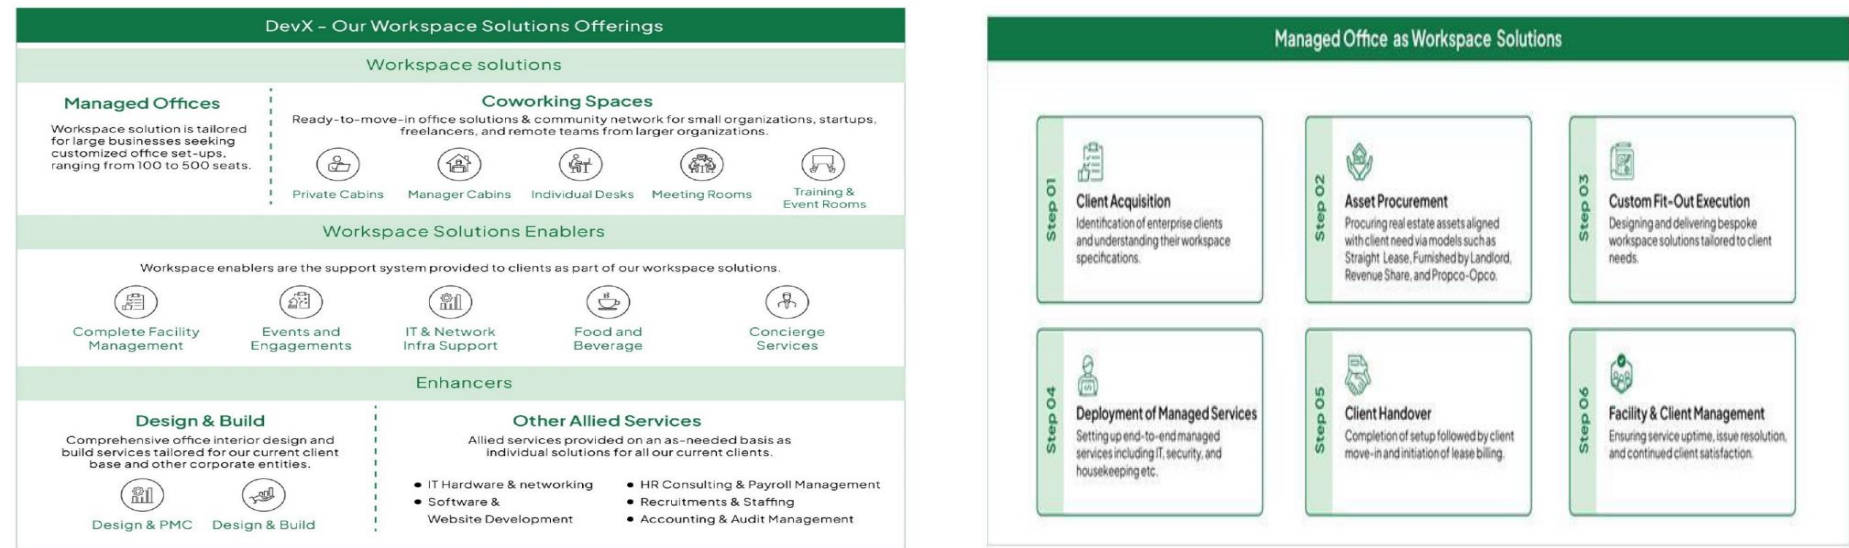 DevX – Our Workspace Solutions Offerings
Workspace solutions
Managed Offices
Workspace solution is tailored
for large businesses seeking
customized office set-ups,
ranging from 100 to 500 seats.
Coworking Spaces
Ready-to-move-in office solutions & community network for small organizations, startups,
freelancers, and remote teams from larger organizations.
Private Cabins
Manager Cabins
Individual Desks
Meeting Rooms
Training &
Event Rooms
Workspace Solutions Enablers
Workspace enablers are the support system provided to clients as part of our workspace solutions.
Complete Facility
Management
Events and
Engagements
IT & Network
Infra Support
Food and
Beverage
Concierge
Services
Enhancers
Design & Build
Comprehensive office interior design and
build services tailored for our current client
base and other corporate entities.
Design & PMC
Design & Build
Other Allied Services
Allied services provided on an as-needed basis as
individual solutions for all our current clients.
• IT Hardware & networking
• Software &
Website Development
• HR Consulting & Payroll Management
• Recruitments & Staffing
• Accounting & Audit Management
Managed Office as Workspace Solutions
Step 01
Client Acquisition
Identification of enterprise clients
and understanding their workspace
specifications.
Step 02
Asset Procurement
Procuring real estate assets aligned
with client need via models such as
Straight Lease, Furnished by Landlord,
Revenue Share, and Propco-Opco.
Step 03
Custom Fit-Out Execution
Designing and delivering bespoke
workspace solutions tailored to client
needs.
Step 04
Deployment of Managed Services
Setting up end-to-end managed
services including IT, security, and
housekeeping etc.
Step 05
Client Handover
Completion of setup followed by client
move-in and initiation of lease billing.
Step 06
Facility & Client Management
Ensuring service uptime, issue resolution,
and continued client satisfaction.